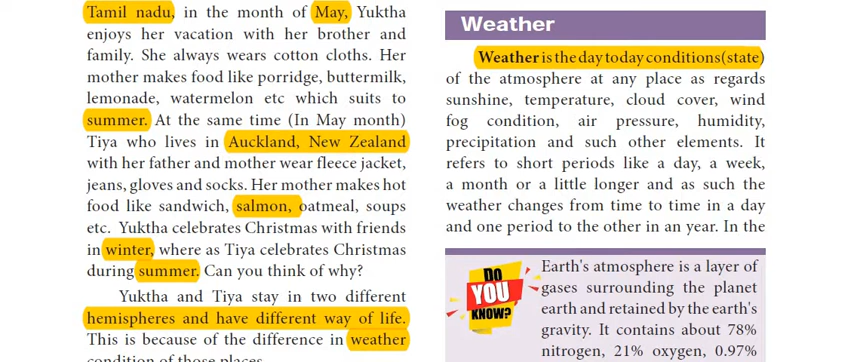 Tamil nadu, in the month of May, Yuktha
enjoys her vacation with her brother and
family. She always wears cotton cloths. Her
mother makes food like porridge, buttermilk,
lemonade, watermelon etc which suits to
summer. At the same time (In May month)
Tiya who lives in Auckland, New Zealand
with her father and mother wear fleece jacket,
jeans, gloves and socks. Her mother makes hot
food like sandwich, salmon, oatmeal, soups
etc. Yuktha celebrates Christmas with friends
in winter, where as Tiya celebrates Christmas
during summer. Can you think of why?
Yuktha and Tiya stay in two different
hemispheres and have different way of life.
This is because of the difference in weather
condition of those places.
Weather
Weather is the day today conditions(state)
of the atmosphere at any place as regards
sunshine, temperature, cloud cover, wind
fog condition, air pressure, humidity,
precipitation and such other elements. It
refers to short periods like a day, a week,
a month or a little longer and as such the
weather changes from time to time in a day
and one period to the other in an year. In the
DO
YOU
KNOW?
Earth's atmosphere is a layer of
gases surrounding the planet
earth and retained by the earth's
gravity. It contains about 78%
nitrogen, 21% oxygen, 0.97%